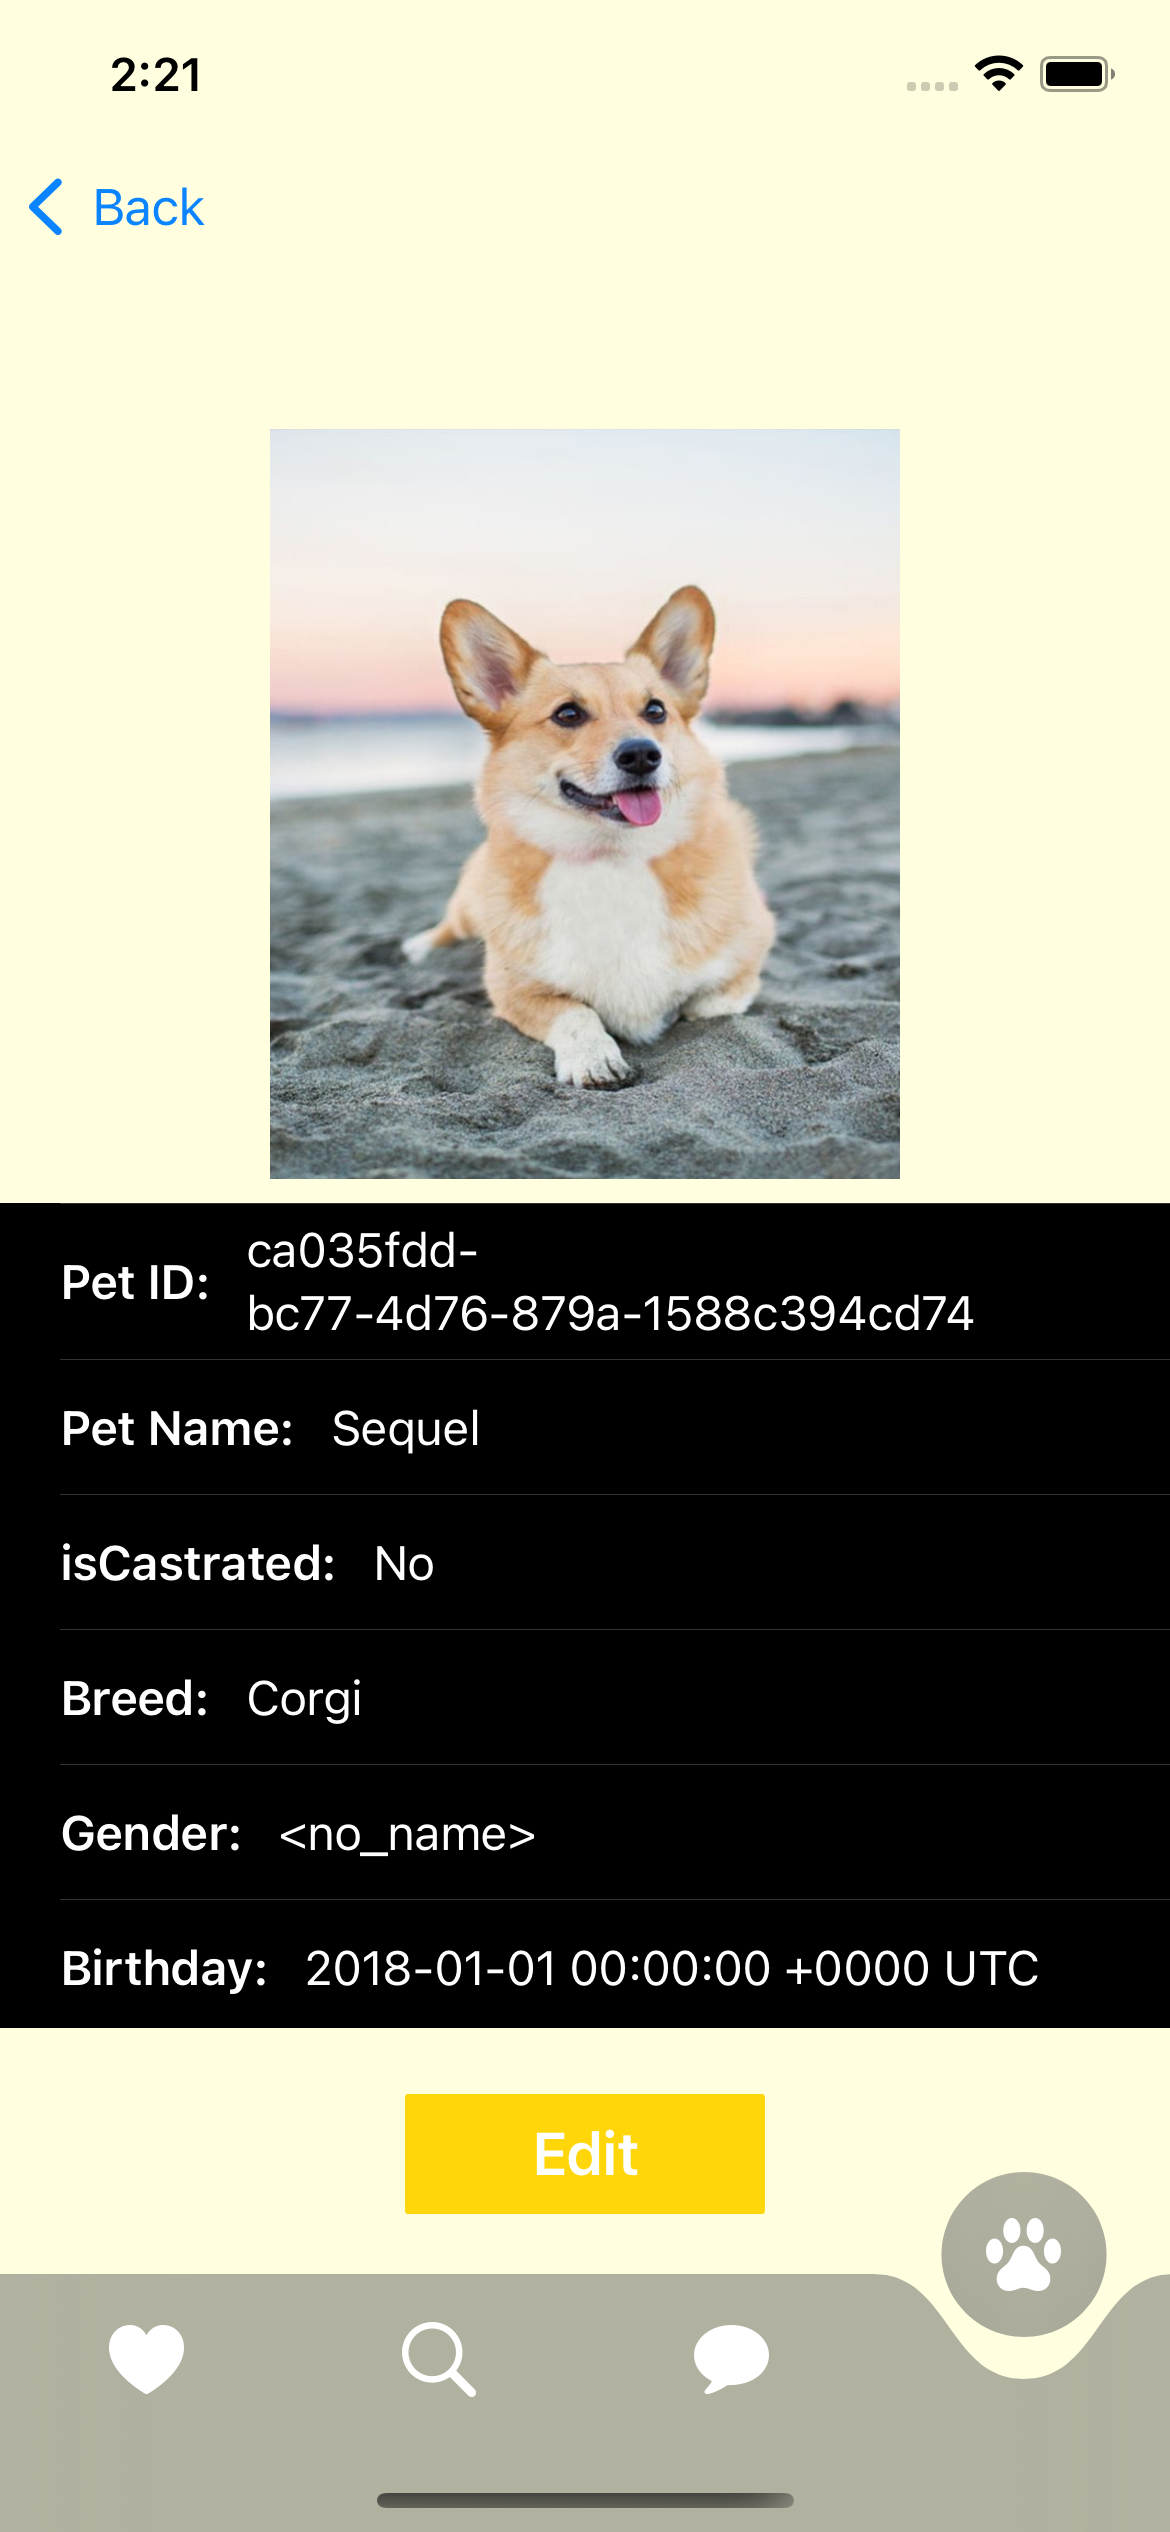 2:21
Back
Pet ID: ca035fdd-
bc77-4d76-879a-1588c394cd74
Pet Name: Sequel
isCastrated: No
Breed: Corgi
Gender: <no_name>
Birthday: 2018-01-01 00:00:00 +0000 UTC
Edit